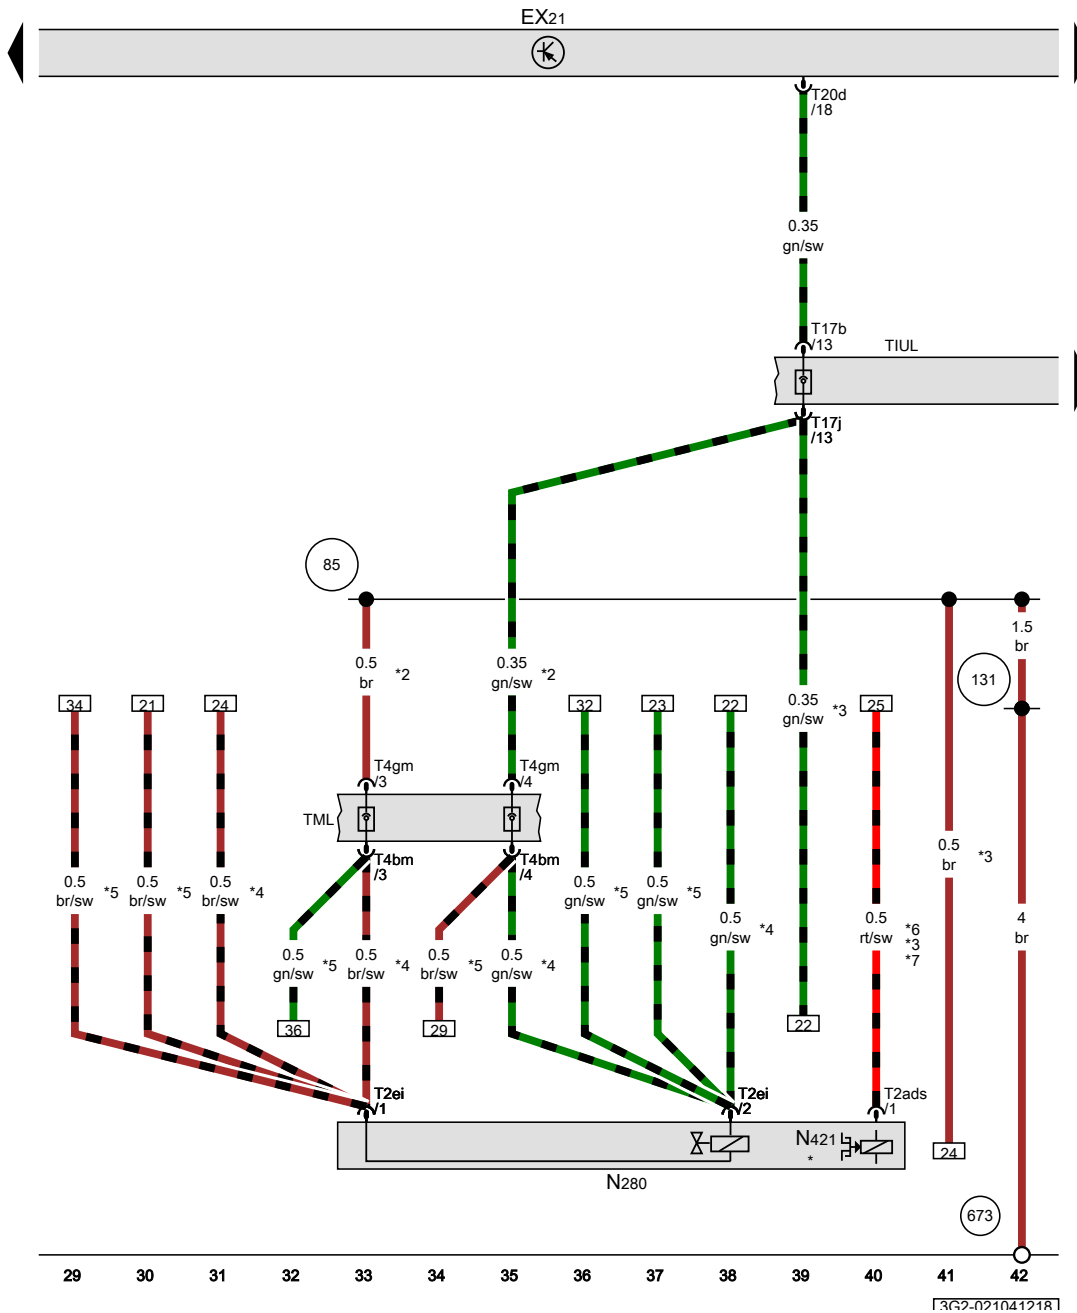 EX21
T20d
/18
0.35
gn/sw
T17b
/13
TIUL
T17j
/13
85
1.5
br
0.5
br
*2
0.35
gn/sw
*2
131
34
21
24
32
23
22
0.35
gn/sw
*3
25
T4gm
/3
T4gm
/4
TML
T4bm
/3
T4bm
/4
0.5
br
*3
0.5
br/sw
*5
0.5
br/sw
*5
0.5
br/sw
*4
0.5
gn/sw
*5
0.5
gn/sw
*5
0.5
gn/sw
*4
0.5
rt/sw
*6
*3
*7
4
br
0.5
gn/sw
*5
0.5
br/sw
*4
0.5
br/sw
*5
0.5
gn/sw
*4
36
29
22
T2ei
/1
T2ei
/2
T2ads
/1
N421
*
24
N280
673
29 30 31 32 33 34 35 36 37 38 39 40 41 42
3G2-021041218